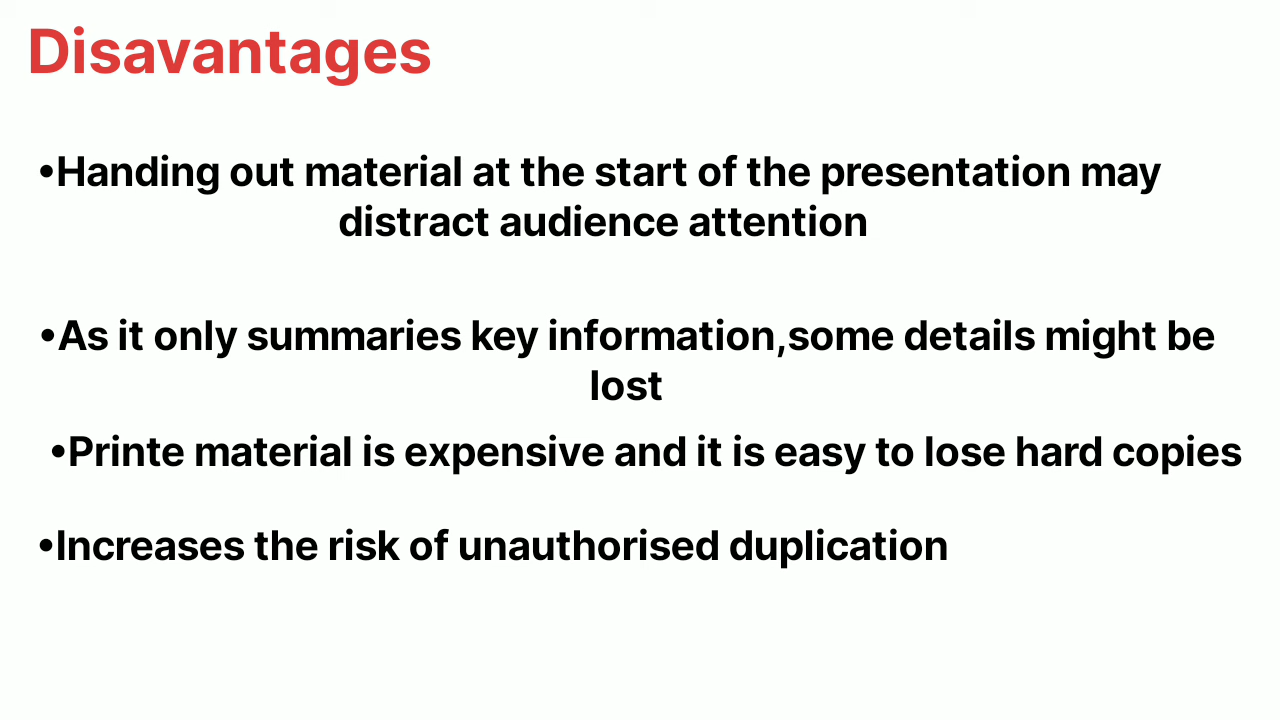 Disavantages
•Handing out material at the start of the presentation may
distract audience attention
•As it only summaries key information,some details might be
lost
•Printe material is expensive and it is easy to lose hard copies
•Increases the risk of unauthorised duplication